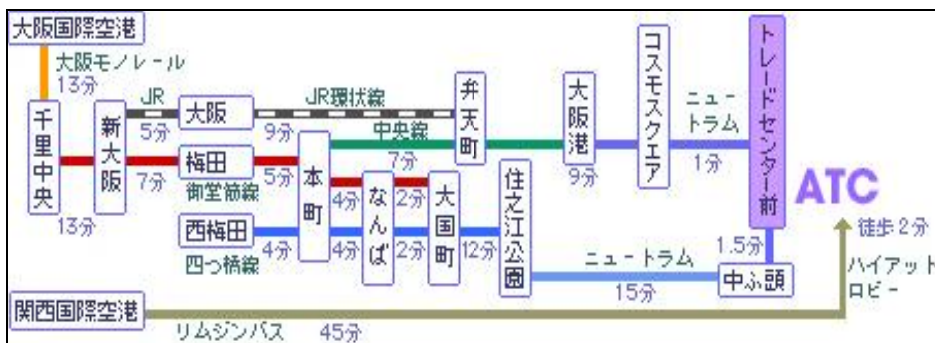 大阪国際空港
大阪モノレール
13分
千里中央
13分
新大阪
JR
5分
大阪
JR環状線
9分
7分
梅田
御堂筋線
5分
西梅田
四つ橋線
4分
本町
中央線
7分
4分
4分
なんば
2分
2分
大国町
12分
弁天町
住之江公園
大阪港
9分
コスモスクエア
ニュー
トラム
1分
トレードセンター前
ATC
1.5分
中ふ頭
ニュートラム
15分
徒歩2分
ハイアット
ロビー
関西国際空港
リムジンバス 45分